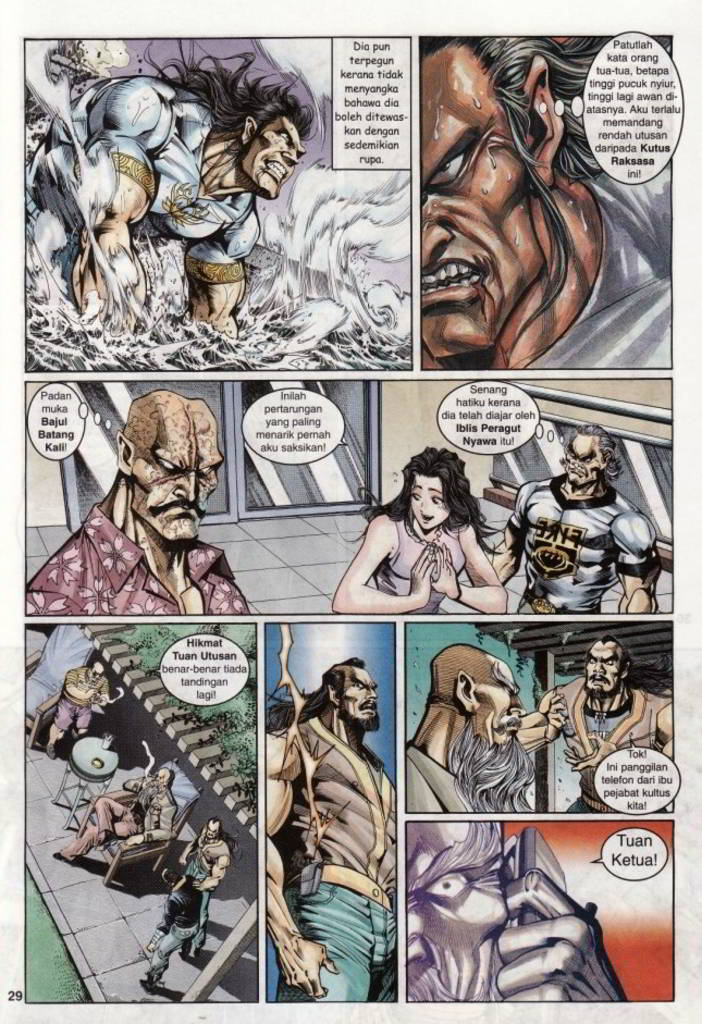 Dia pun
terpegun
kerana tidak
menyangka
bahawa dia
boleh ditewas-
kan dengan
sedemikian
rupa.
Patutlah
kata orang
tua-tua, betapa
tinggi pucuk nyiur,
tinggi lagi awan di-
atasnya. Aku terlalu
memandang
rendah utusan
daripada Kutus
Raksasa
ini!
Padan
muka
Bajul
Batang
Kali!
Inilah
pertarungan
yang paling
menarik pernah
aku saksikan!
Senang
hatiku kerana
dia telah diajar oleh
Iblis Peragut
Nyawa itu!
Hikmat
Tuan Utusan
benar-benar tiada
tandingan
lagi!
Tok!
Ini panggilan
telefon dari ibu
pejabat kultus
kita!
Tuan
Ketua!
29